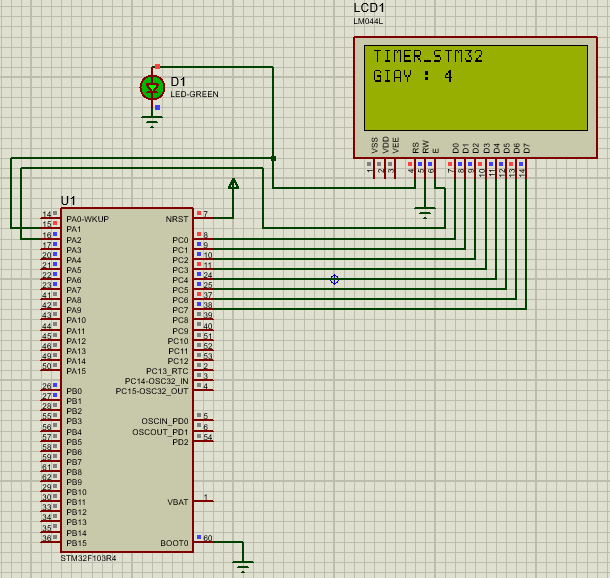 LCD1
LM044L
TIMER_STM32
GIAY : 4
D1
LED-GREEN
VSS VDD VEE RS RW E D0 D1 D2 D3 D4 D5 D6 D7
1 2 3 4 5 6 7 8 9 10 11 12 13 14
U1
14 PA0-WKUP NRST 7
15 PA1
16 PA2 PC0 8
17 PA3 PC1 9
20 PA4 PC2 10
21 PA5 PC3 11
22 PA6 PC4 24
23 PA7 PC5 25
41 PA8 PC6 37
42 PA9 PC7 38
43 PA10 PC8 39
44 PA11 PC9 40
45 PA12 PC10 51
46 PA13 PC11 52
49 PA14 PC12 53
50 PA15 PC13_RTC 2
PC14-OSC32_IN 3
26 PB0 PC15-OSC32_OUT 4
27 PB1
28 PB2
55 PB3 OSCIN_PD0 5
56 PB4 OSCOUT_PD1 6
57 PB5 PD2 54
58 PB6
59 PB7
61 PB8
62 PB9
29 PB10
30 PB11 VBAT 1
33 PB12
34 PB13
35 PB14
36 PB15 BOOT0 60
STM32F103R4